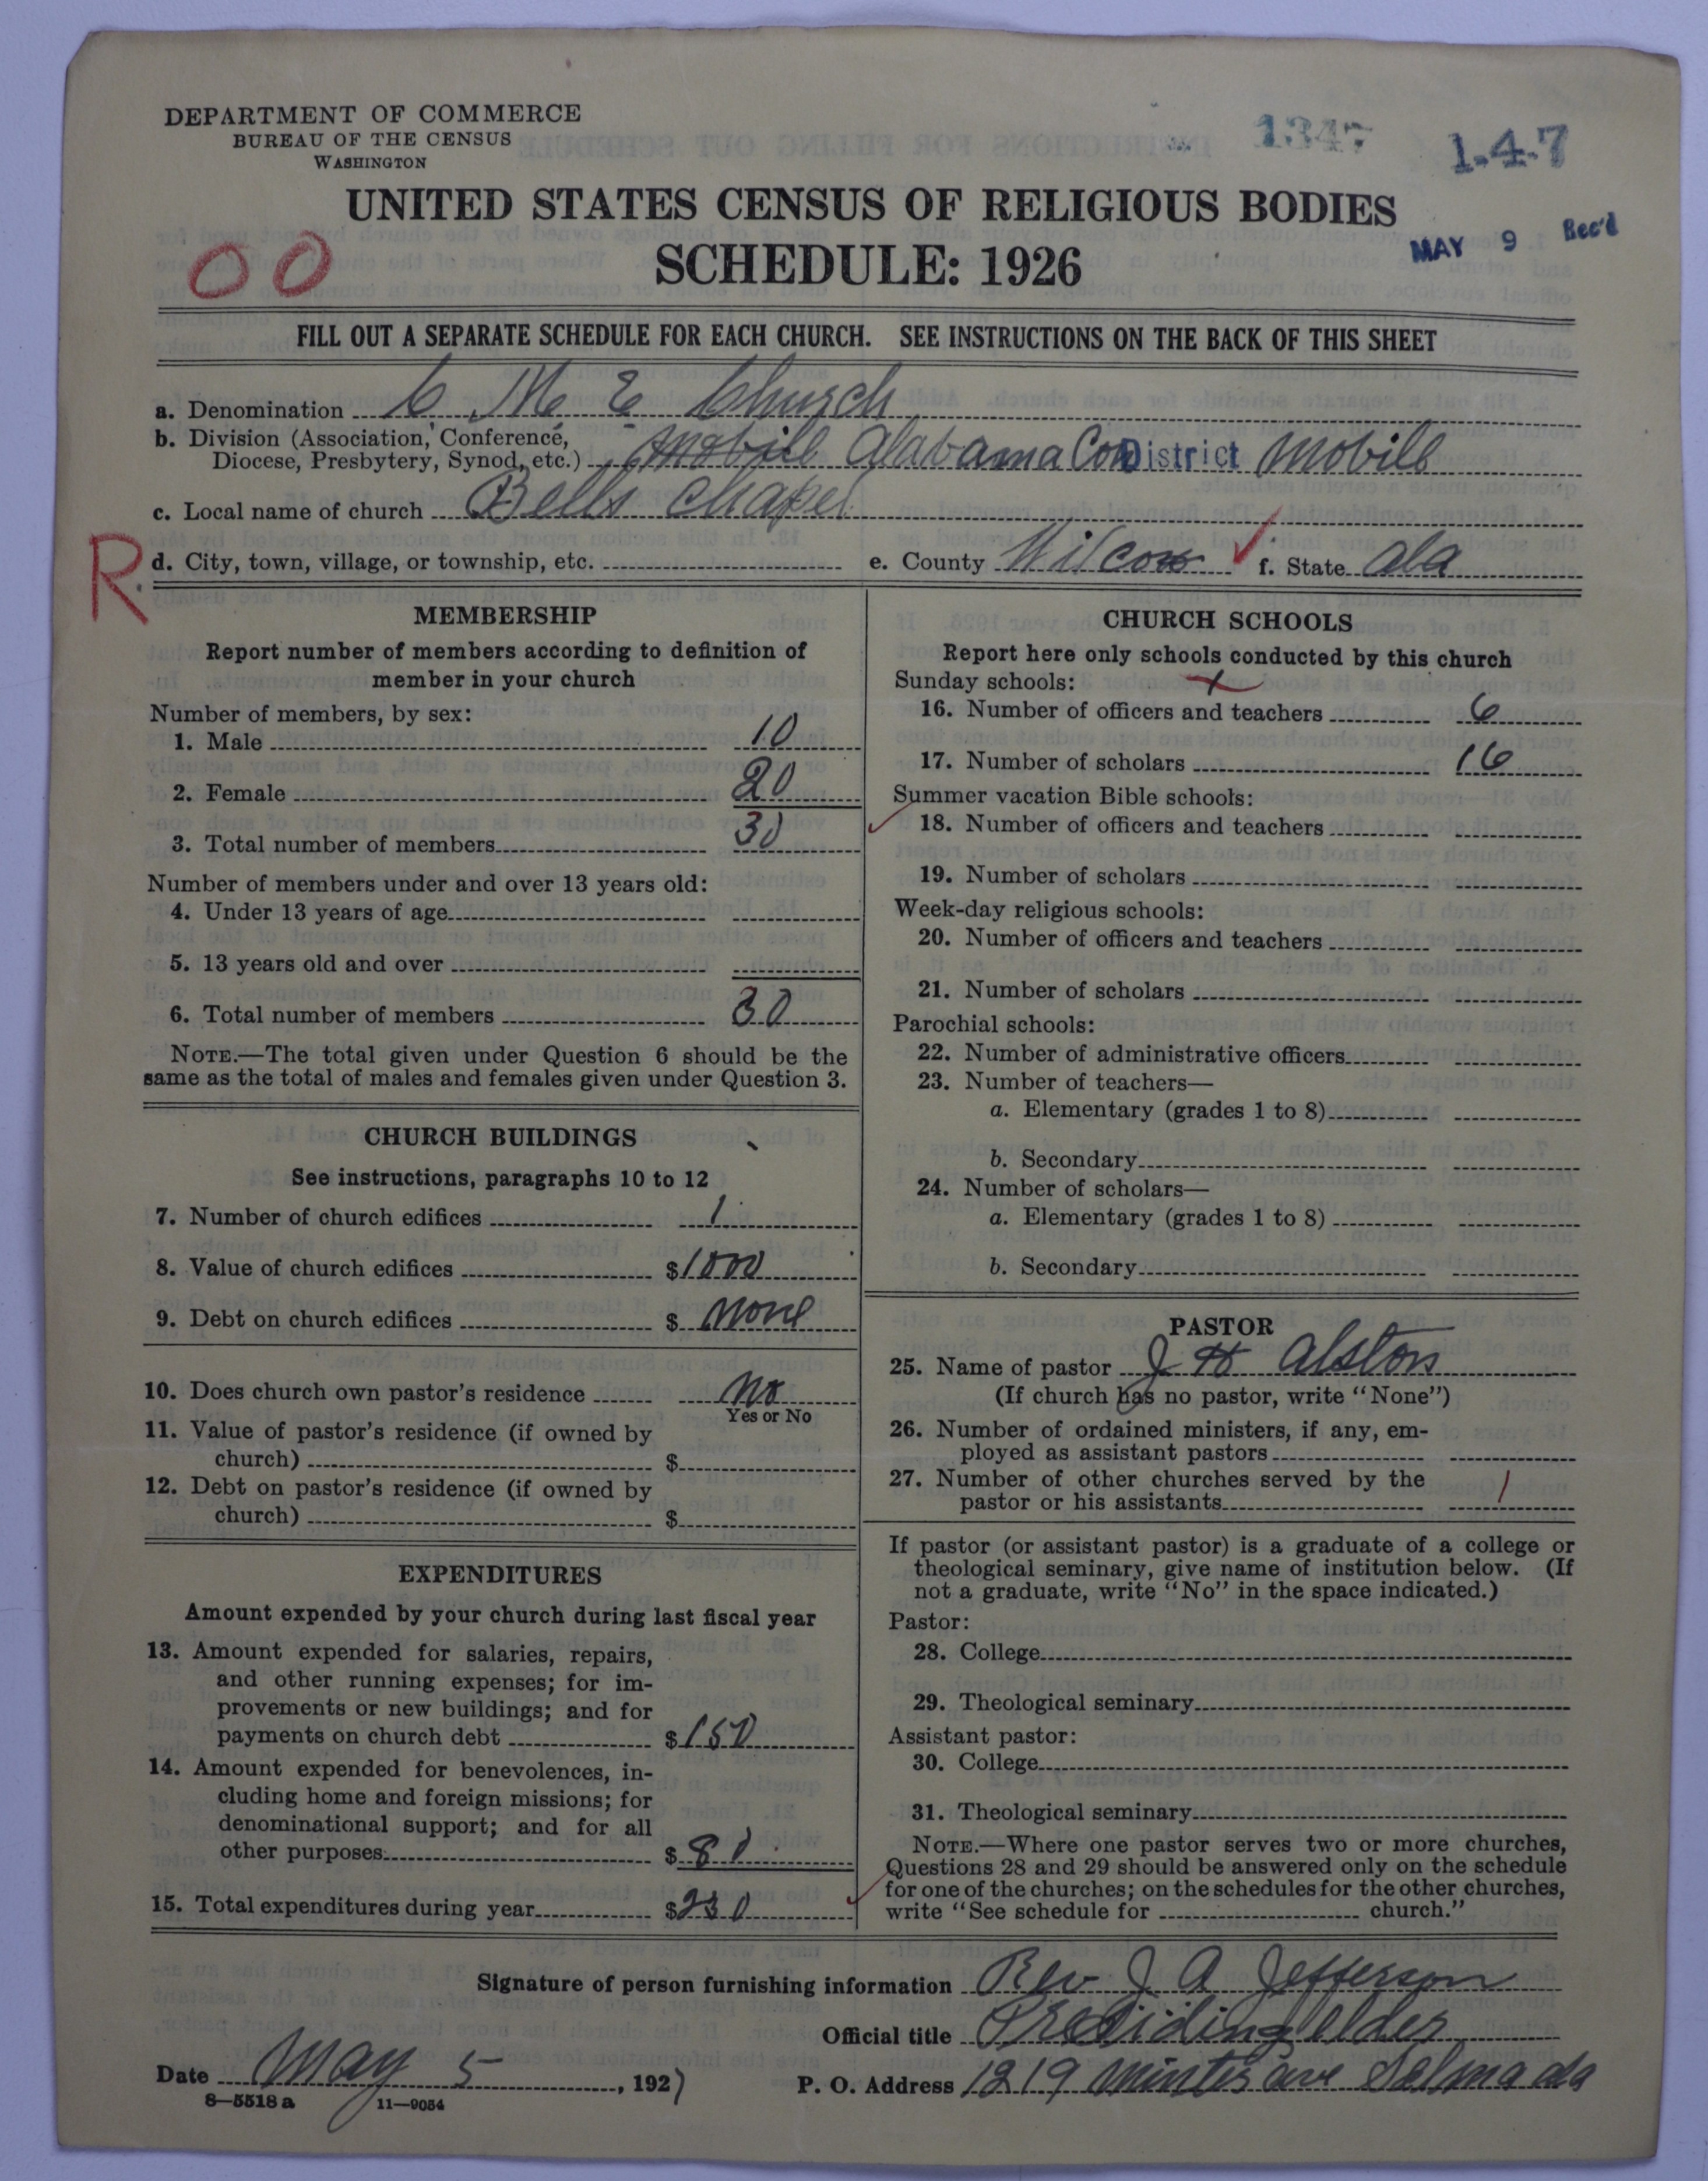 DEPARTMENT OF COMMERCE
BUREAU OF THE CENSUS
WASHINGTON
1347
1-4-7
UNITED STATES CENSUS OF RELIGIOUS BODIES
SCHEDULE: 1926
MAY 9 Rec'd
00
FILL OUT A SEPARATE SCHEDULE FOR EACH CHURCH. SEE INSTRUCTIONS ON THE BACK OF THIS SHEET
a. Denomination C M E Church
b. Division (Association, Conference,
Diocese, Presbytery, Synod, etc.) Mobill Alabama Con District Mobill
c. Local name of church Bells Chapel
R
d. City, town, village, or township, etc. e. County Wilcox f. State Ala
MEMBERSHIP
Report number of members according to definition of
member in your church
Number of members, by sex:
1. Male 10
2. Female 20
3. Total number of members 30
Number of members under and over 13 years old:
4. Under 13 years of age
5. 13 years old and over
6. Total number of members 30
NOTE.—The total given under Question 6 should be the
same as the total of males and females given under Question 3.
CHURCH BUILDINGS
See instructions, paragraphs 10 to 12
7. Number of church edifices 1
8. Value of church edifices $1000
9. Debt on church edifices $ None
10. Does church own pastor's residence No
Yes or No
11. Value of pastor's residence (if owned by
church) $
12. Debt on pastor's residence (if owned by
church) $
EXPENDITURES
Amount expended by your church during last fiscal year
13. Amount expended for salaries, repairs,
and other running expenses; for im-
provements or new buildings; and for
payments on church debt $150
14. Amount expended for benevolences, in-
cluding home and foreign missions; for
denominational support; and for all
other purposes $80
15. Total expenditures during year $230
CHURCH SCHOOLS
Report here only schools conducted by this church
Sunday schools:
16. Number of officers and teachers 6
17. Number of scholars 16
Summer vacation Bible schools:
18. Number of officers and teachers
19. Number of scholars
Week-day religious schools:
20. Number of officers and teachers
21. Number of scholars
Parochial schools:
22. Number of administrative officers
23. Number of teachers—
a. Elementary (grades 1 to 8)
b. Secondary
24. Number of scholars—
a. Elementary (grades 1 to 8)
b. Secondary
PASTOR
25. Name of pastor J H Alston
(If church has no pastor, write "None")
26. Number of ordained ministers, if any, em-
ployed as assistant pastors
27. Number of other churches served by the
pastor or his assistants 1
If pastor (or assistant pastor) is a graduate of a college or
theological seminary, give name of institution below. (If
not a graduate, write "No" in the space indicated.)
Pastor:
28. College
29. Theological seminary
Assistant pastor:
30. College
31. Theological seminary
NOTE.—Where one pastor serves two or more churches,
Questions 28 and 29 should be answered only on the schedule
for one of the churches; on the schedules for the other churches,
write "See schedule for church."
Signature of person furnishing information Rev J A Jefferson
Official title Presiding elder
Date May 5, 1927
P. O. Address 1219 Minter ave Selma ala
8—5518 a 11—9054